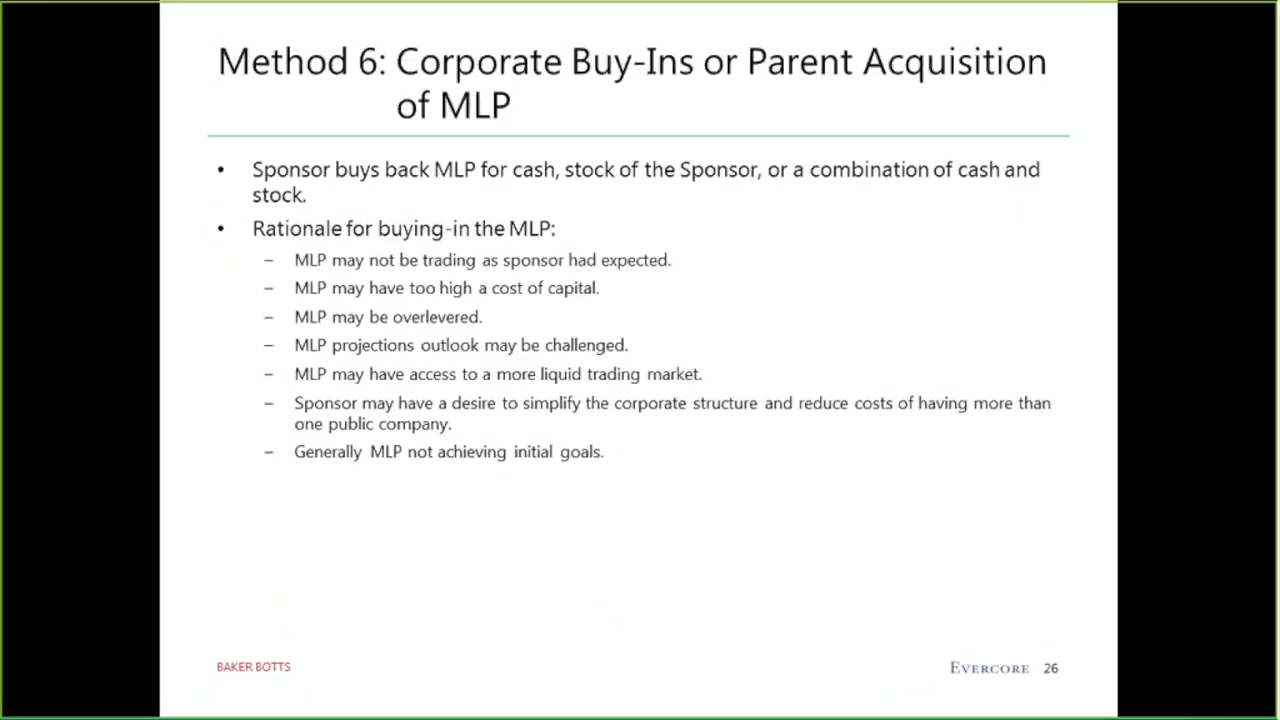 Method 6: Corporate Buy-Ins or Parent Acquisition
of MLP
• Sponsor buys back MLP for cash, stock of the Sponsor, or a combination of cash and
stock.
• Rationale for buying-in the MLP:
– MLP may not be trading as sponsor had expected.
– MLP may have too high a cost of capital.
– MLP may be overlevered.
– MLP projections outlook may be challenged.
– MLP may have access to a more liquid trading market.
– Sponsor may have a desire to simplify the corporate structure and reduce costs of having more than
one public company.
– Generally MLP not achieving initial goals.
BAKER BOTTS
EVERCORE 26